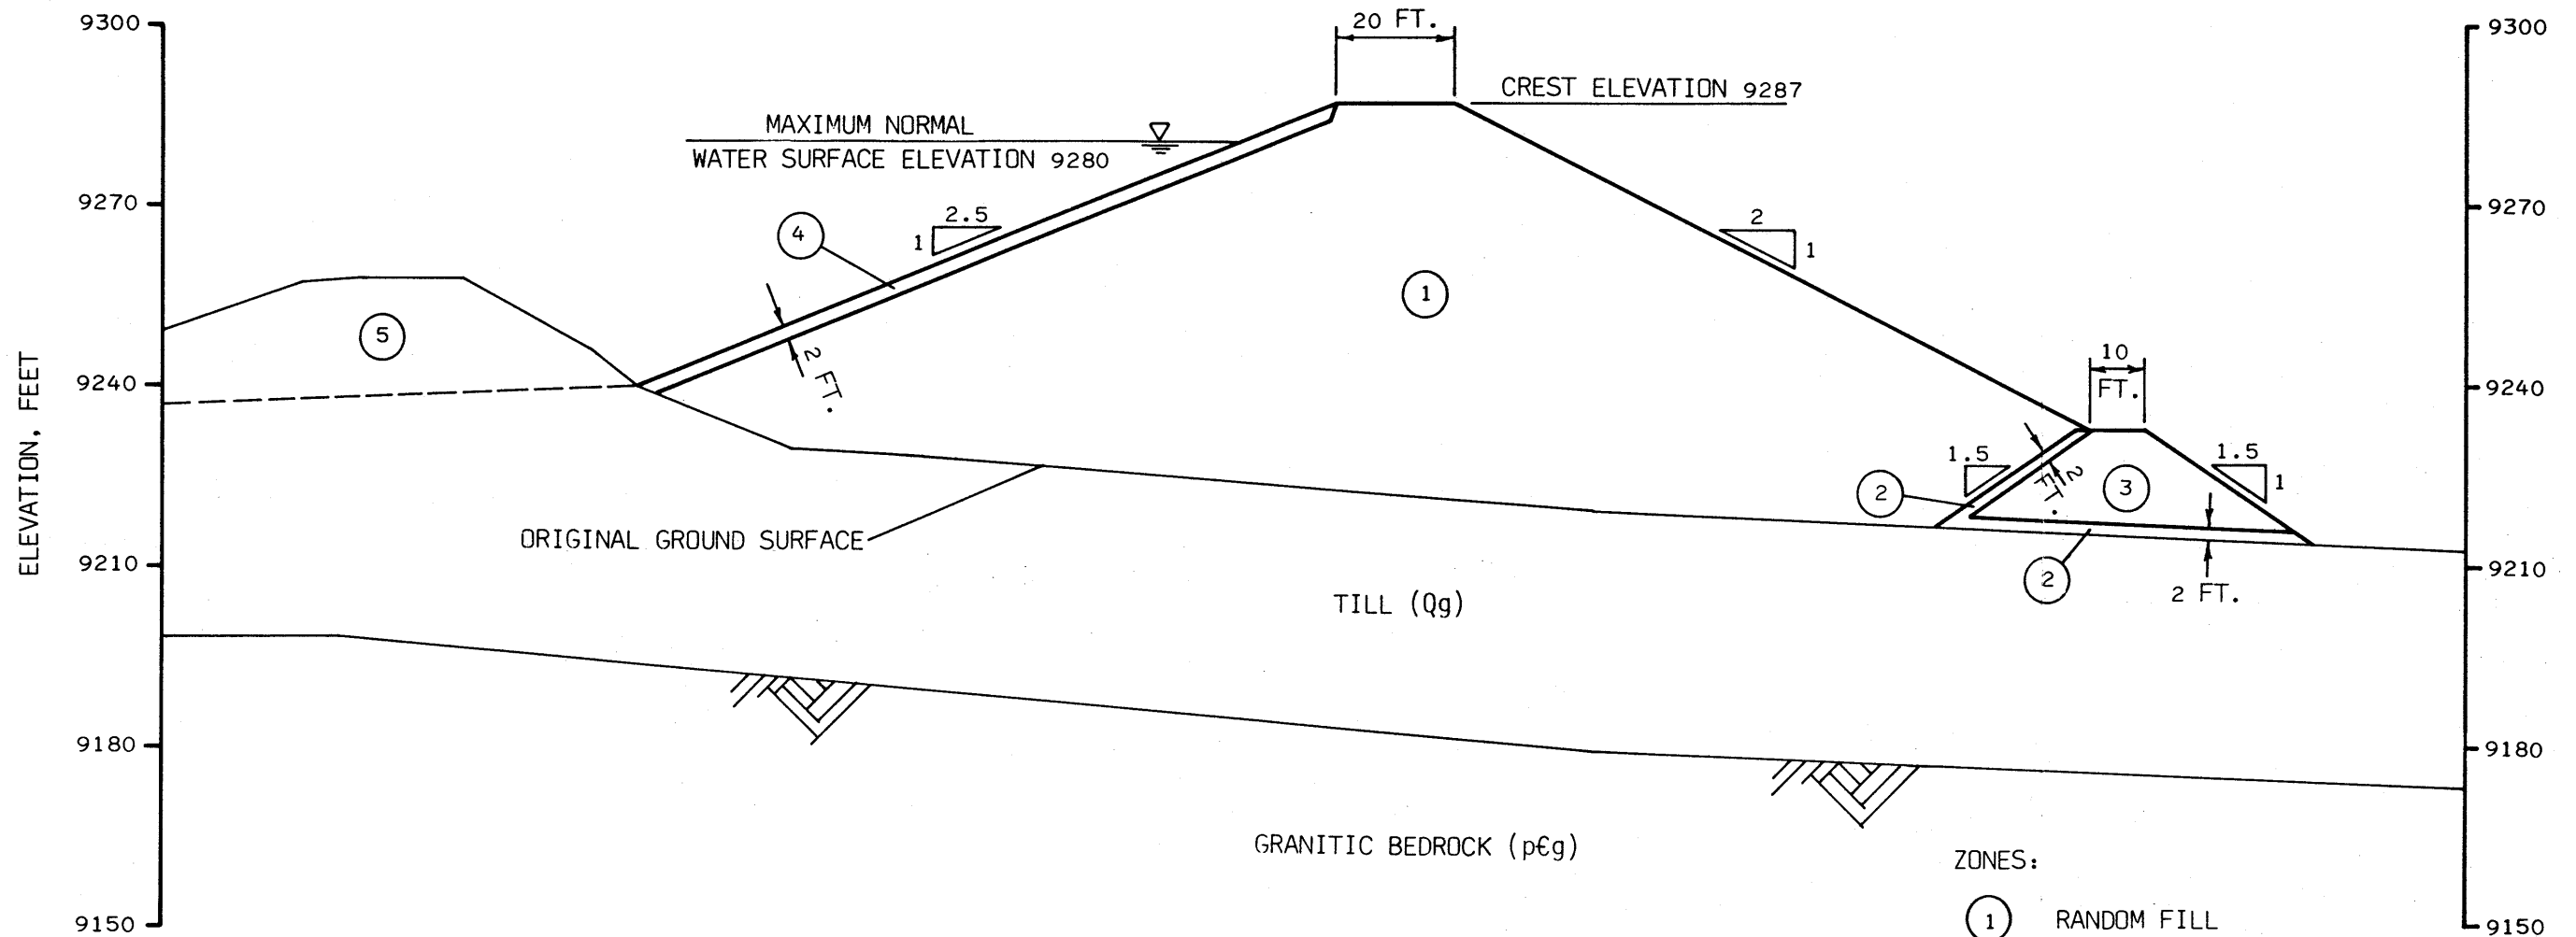 9300
20 FT.
9300
CREST ELEVATION 9287
MAXIMUM NORMAL
WATER SURFACE ELEVATION 9280
9270
9270
2.5
1
2
1
4
1
5
ELEVATION, FEET
9240
9240
2 FT.
10
FT.
1.5
2 FT.
1.5
1
2
3
ORIGINAL GROUND SURFACE
9210
9210
2
2 FT.
TILL (Qg)
9180
9180
GRANITIC BEDROCK (p€g)
ZONES:
1 RANDOM FILL
9150
9150